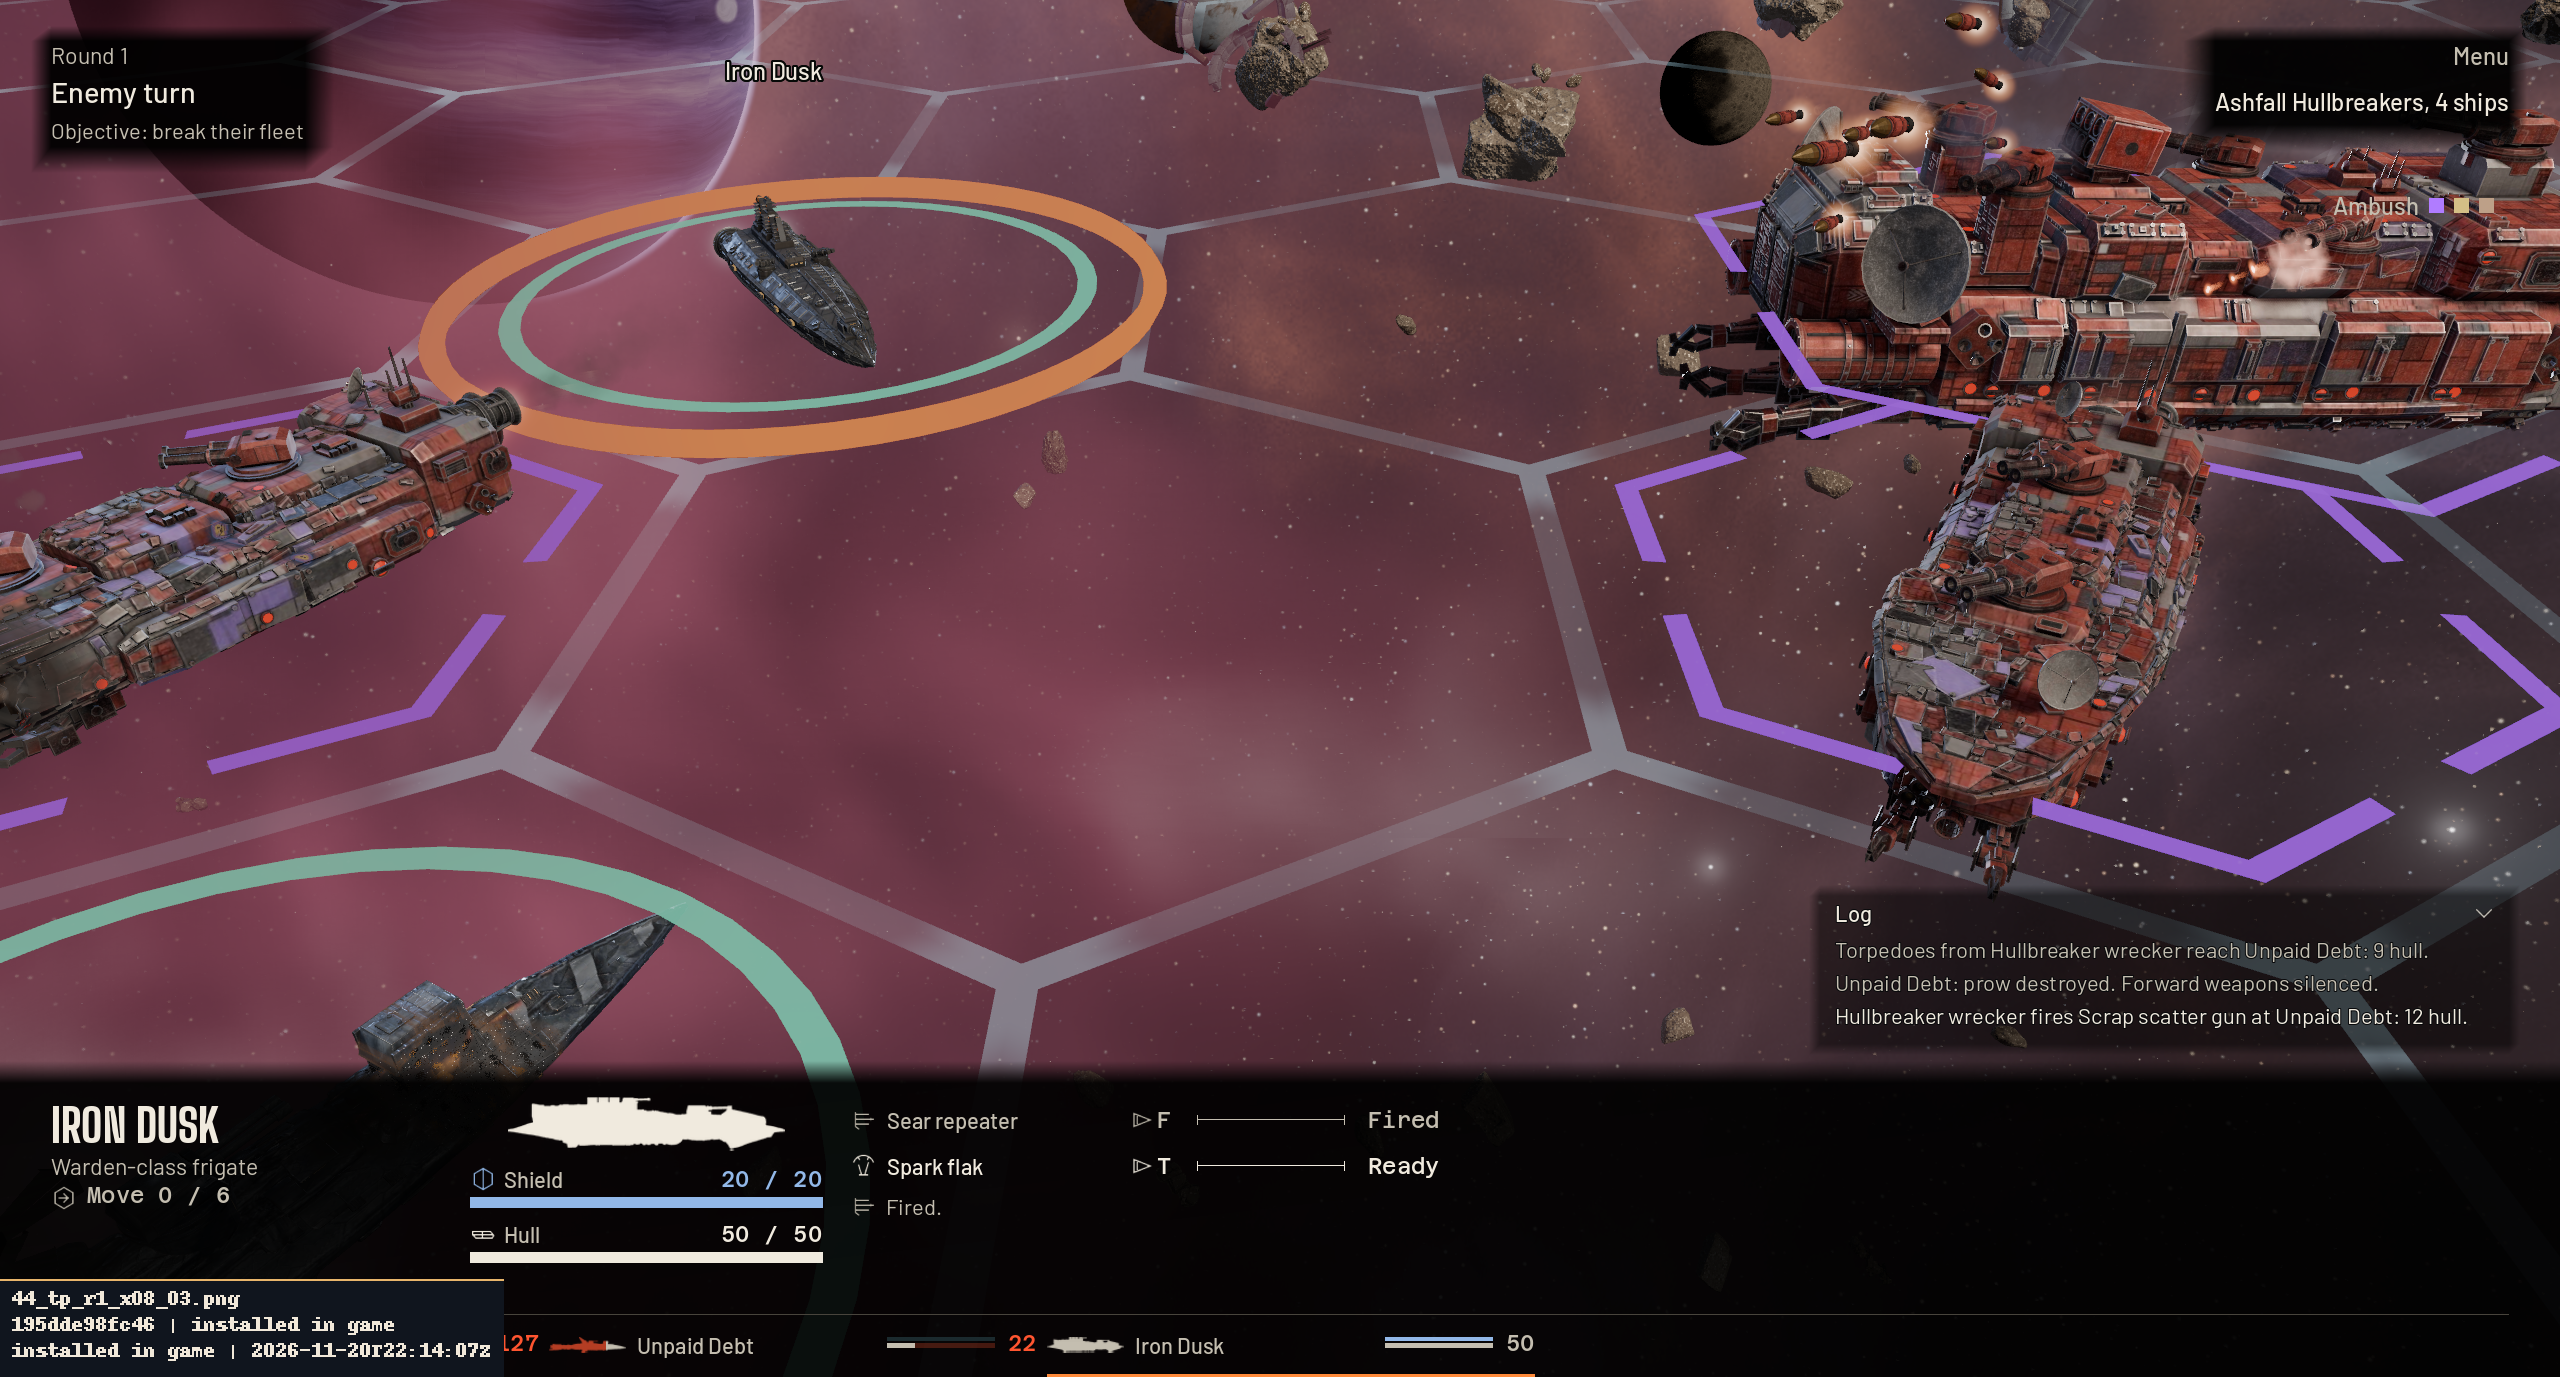 Round 1
Enemy turn
Objective: break their fleet
Iron Dusk
Menu
Ashfall Hullbreakers, 4 ships
Ambush
Log
Torpedoes from Hullbreaker wrecker reach Unpaid Debt: 9 hull.
Unpaid Debt: prow destroyed. Forward weapons silenced.
Hullbreaker wrecker fires Scrap scatter gun at Unpaid Debt: 12 hull.
IRON DUSK
Warden-class frigate
Move 0 / 6
Shield 20 / 20
Hull 50 / 50
Sear repeater F Fired
Spark flak T Ready
Fired.
44_tp_r1_x08_03.png
195dde98fc46 | installed in game
installed in game | 2026-11-20T22:14:07Z
127 Unpaid Debt 22 Iron Dusk 50